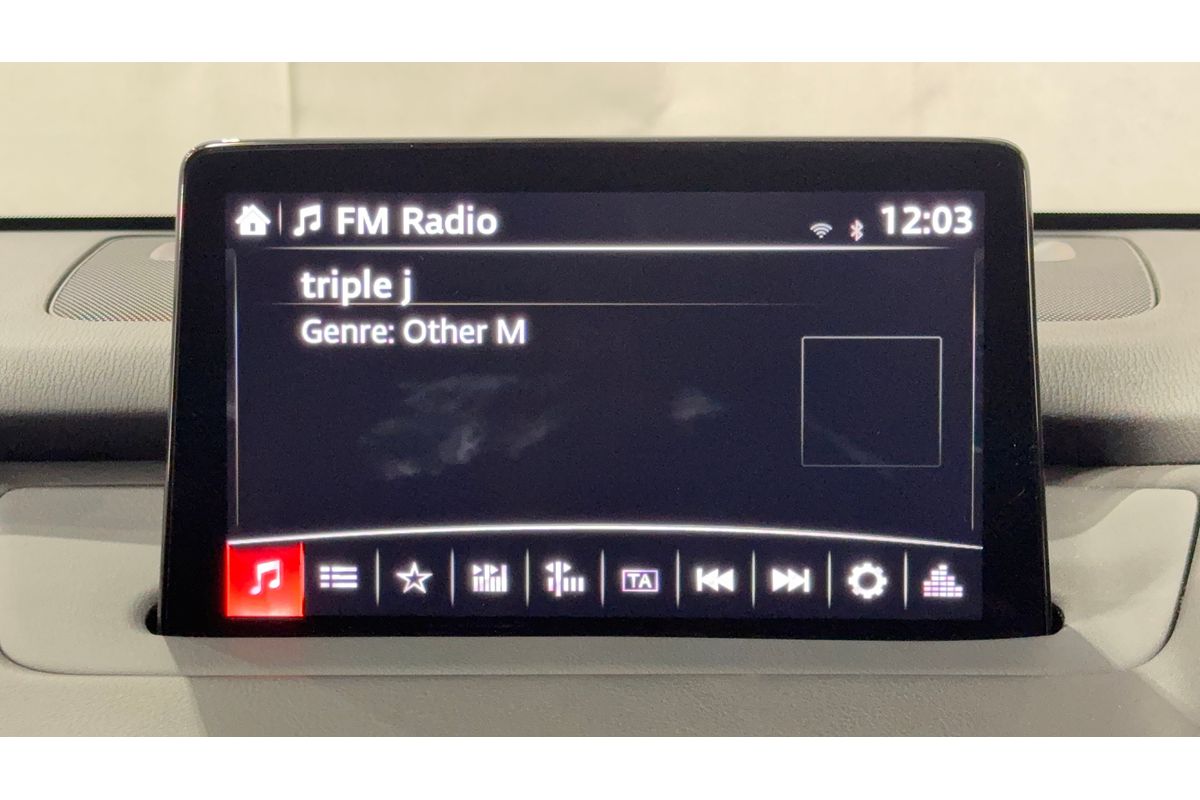 FM Radio
12:03
triple j
Genre: Other M
TA